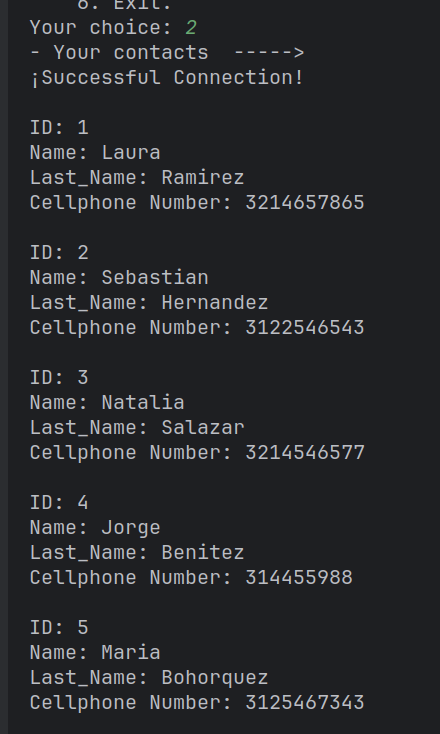 6. Exit.
Your choice: 2
- Your contacts  ----->
¡Successful Connection!

ID: 1
Name: Laura
Last_Name: Ramirez
Cellphone Number: 3214657865

ID: 2
Name: Sebastian
Last_Name: Hernandez
Cellphone Number: 3122546543

ID: 3
Name: Natalia
Last_Name: Salazar
Cellphone Number: 3214546577

ID: 4
Name: Jorge
Last_Name: Benitez
Cellphone Number: 314455988

ID: 5
Name: Maria
Last_Name: Bohorquez
Cellphone Number: 3125467343